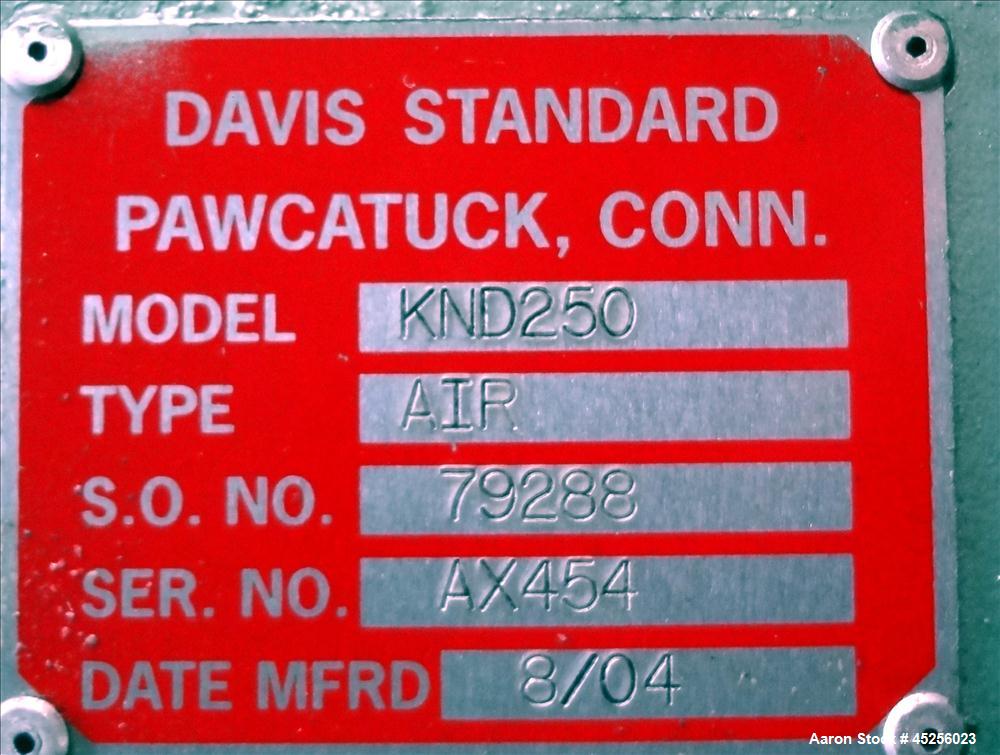 DAVIS STANDARD
PAWCATUCK, CONN.
MODEL KND250
TYPE AIR
S.O. NO. 79288
SER. NO. AX454
DATE MFRD 8/04
Aaron Stock # 45256023